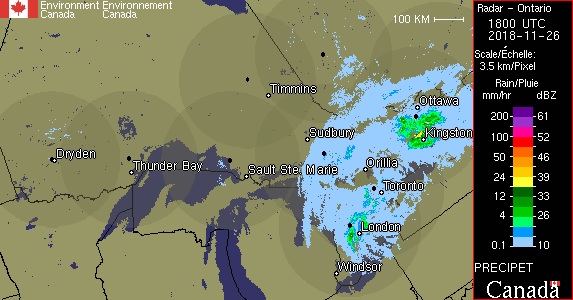 Environment Environnement
Canada Canada
100 KM
Timmins
Ottawa
Sudbury
Kingston
Dryden
Thunder Bay
Sault Ste. Marie
Orillia
Toronto
London
Windsor
Radar - Ontario
1800 UTC
2018-11-26
Scale/Échelle:
3.5 km/Pixel
Rain/Pluie
mm/hr dBZ
200 61
100 52
50 46
24 39
12 34
4 26
0.1 10
PRECIPET
Canada